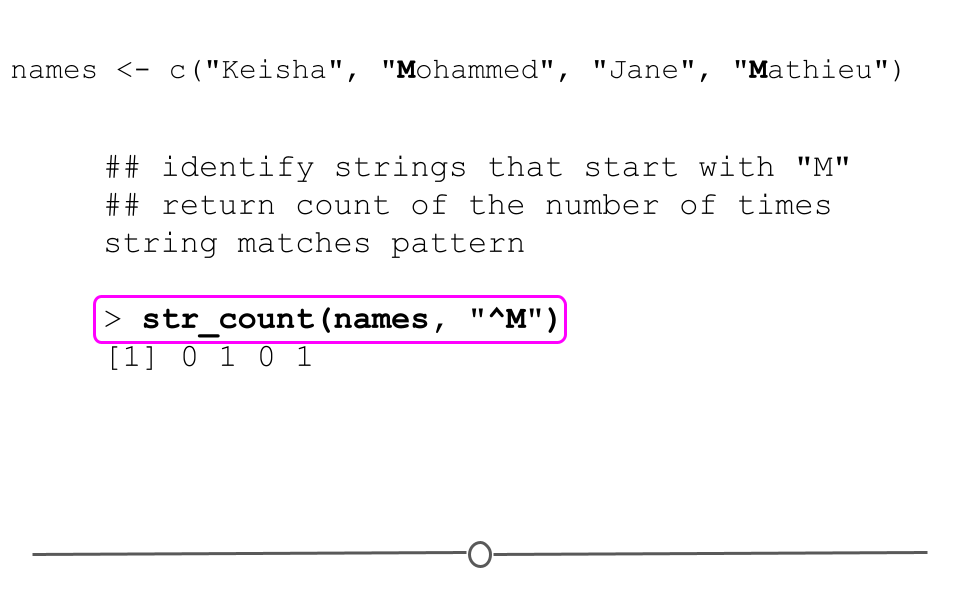 names <- c("Keisha", "Mohammed", "Jane", "Mathieu")
## identify strings that start with "M"
## return count of the number of times
string matches pattern
> str_count(names, "^M")
[1] 0 1 0 1